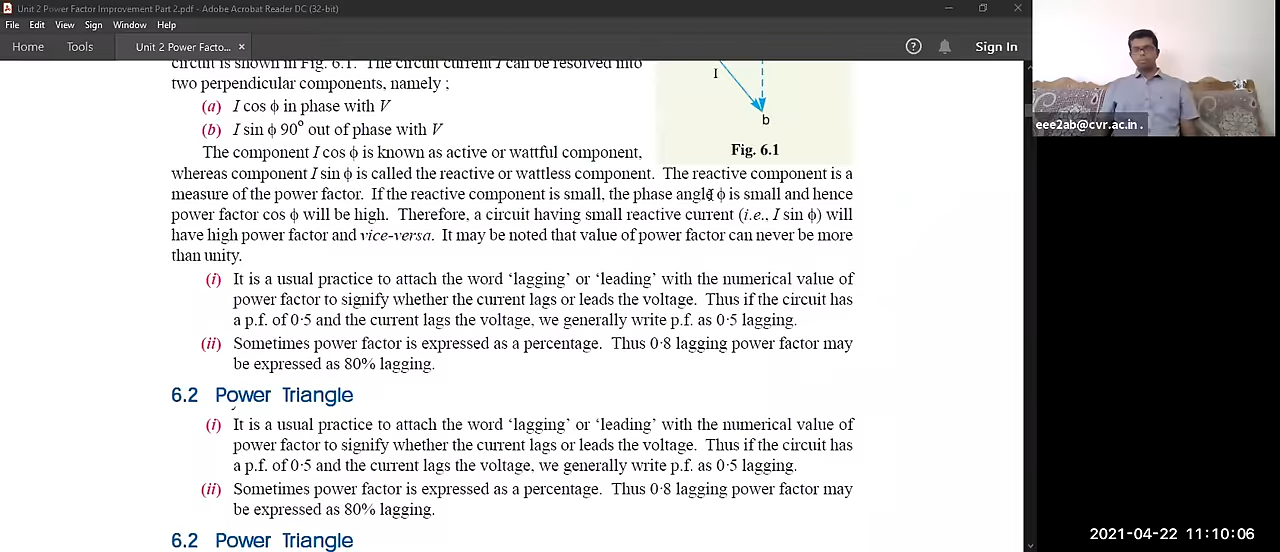 Unit 2 Power Factor Improvement Part 2.pdf - Adobe Acrobat Reader DC (32-bit)
File Edit View Sign Window Help
Home Tools Unit 2 Power Facto... × Sign In
circuit is shown in Fig. 6.1. The circuit current I can be resolved into
two perpendicular components, namely ;
(a) I cos ϕ in phase with V
(b) I sin ϕ 90° out of phase with V
I
b
Fig. 6.1
The component I cos ϕ is known as active or wattful component,
whereas component I sin ϕ is called the reactive or wattless component. The reactive component is a
measure of the power factor. If the reactive component is small, the phase angle ϕ is small and hence
power factor cos ϕ will be high. Therefore, a circuit having small reactive current (i.e., I sin ϕ) will
have high power factor and vice-versa. It may be noted that value of power factor can never be more
than unity.
(i) It is a usual practice to attach the word ‘lagging’ or ‘leading’ with the numerical value of
power factor to signify whether the current lags or leads the voltage. Thus if the circuit has
a p.f. of 0·5 and the current lags the voltage, we generally write p.f. as 0·5 lagging.
(ii) Sometimes power factor is expressed as a percentage. Thus 0·8 lagging power factor may
be expressed as 80% lagging.
6.2 Power Triangle
(i) It is a usual practice to attach the word ‘lagging’ or ‘leading’ with the numerical value of
power factor to signify whether the current lags or leads the voltage. Thus if the circuit has
a p.f. of 0·5 and the current lags the voltage, we generally write p.f. as 0·5 lagging.
(ii) Sometimes power factor is expressed as a percentage. Thus 0·8 lagging power factor may
be expressed as 80% lagging.
6.2 Power Triangle
eee2ab@cvr.ac.in .
2021-04-22 11:10:06